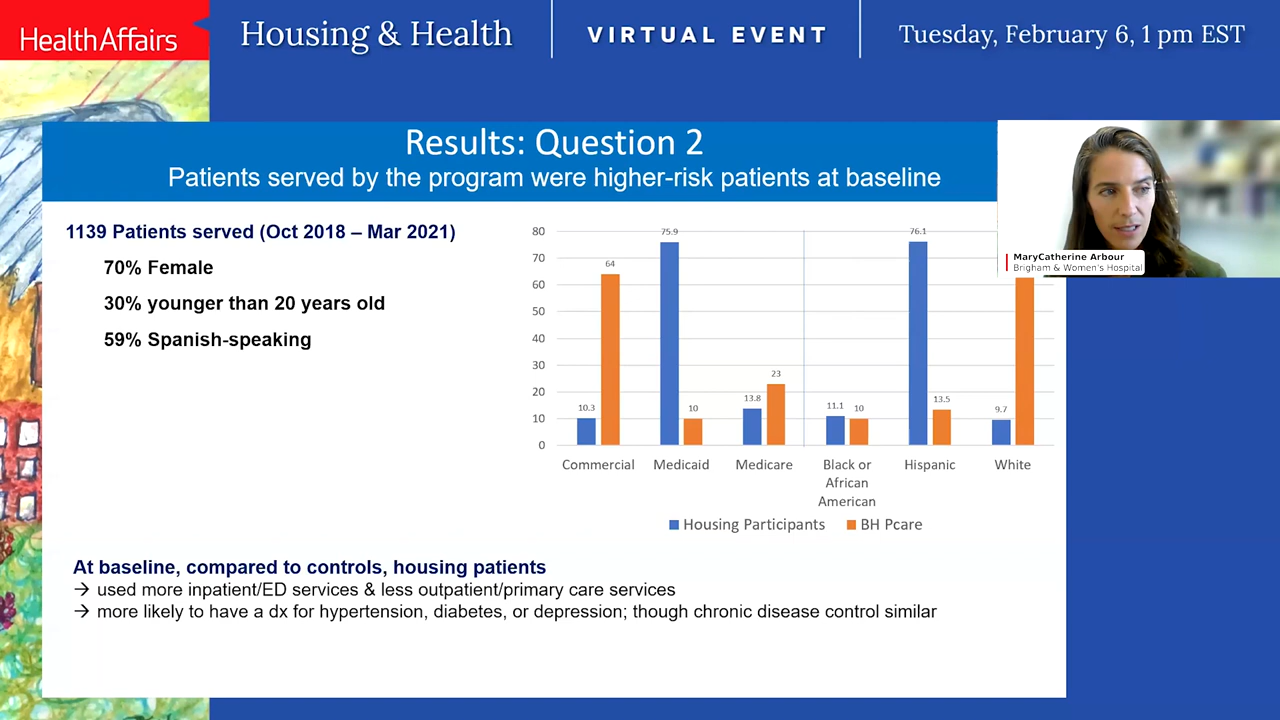 HealthAffairs
Housing & Health
VIRTUAL EVENT
Tuesday, February 6, 1 pm EST
Results: Question 2
Patients served by the program were higher-risk patients at baseline
MaryCatherine Arbour
Brigham & Women's Hospital
1139 Patients served (Oct 2018 – Mar 2021)
70% Female
30% younger than 20 years old
59% Spanish-speaking
80
70
60
50
40
30
20
10
0
10.3
64
75.9
10
13.8
23
11.1
10
76.1
13.5
9.7
Commercial
Medicaid
Medicare
Black or
African
American
Hispanic
White
Housing Participants
BH Pcare
At baseline, compared to controls, housing patients
→ used more inpatient/ED services & less outpatient/primary care services
→ more likely to have a dx for hypertension, diabetes, or depression; though chronic disease control similar